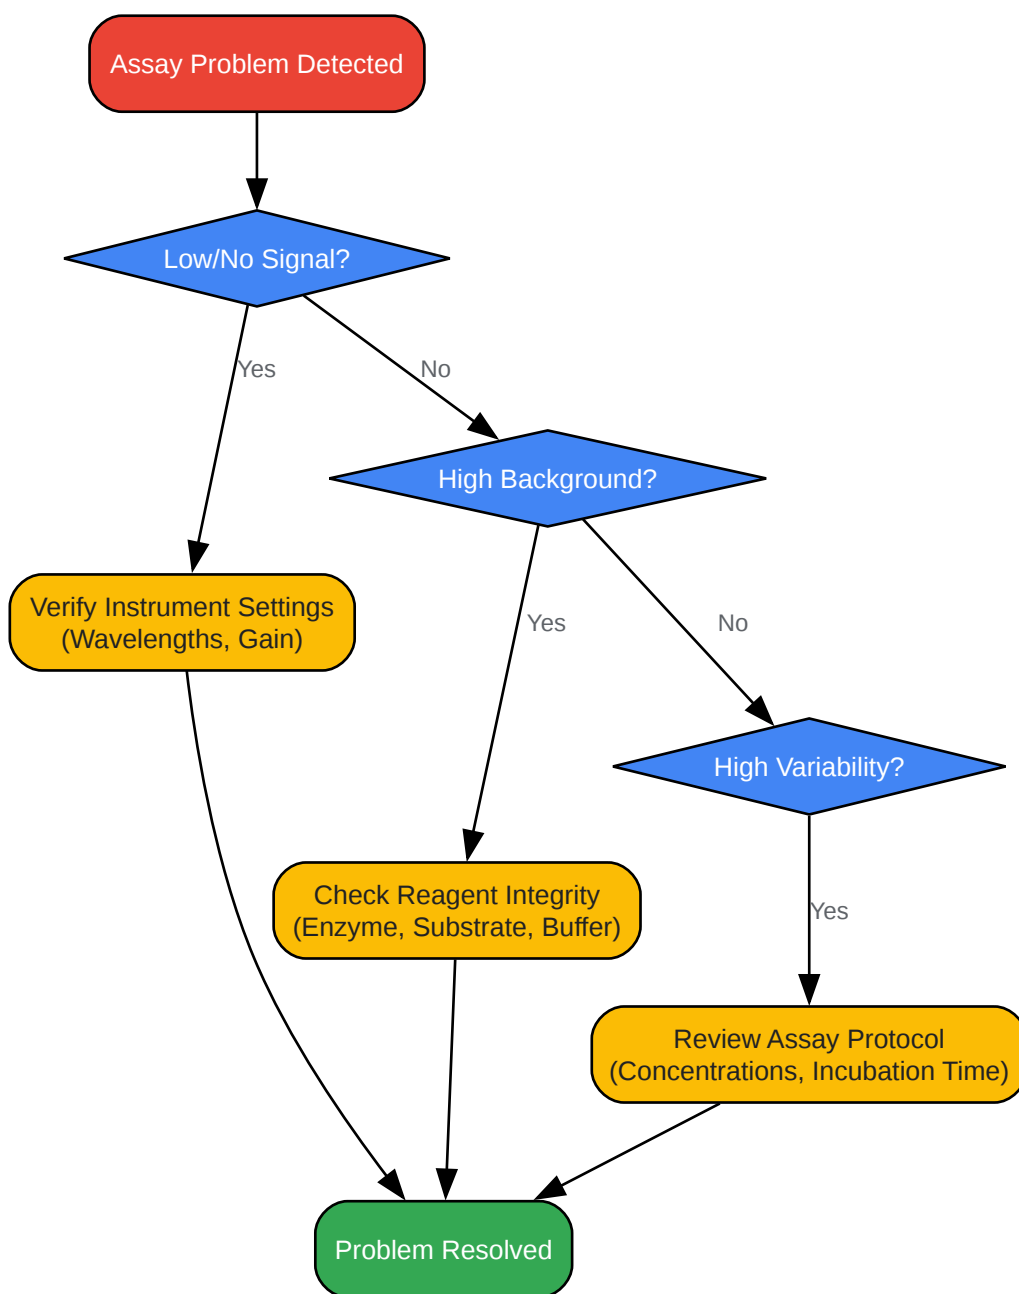 Assay Problem Detected
Low/No Signal?
Yes
No
High Background?
Verify Instrument Settings
(Wavelengths, Gain)
Yes
No
High Variability?
Check Reagent Integrity
(Enzyme, Substrate, Buffer)
Yes
Review Assay Protocol
(Concentrations, Incubation Time)
Problem Resolved